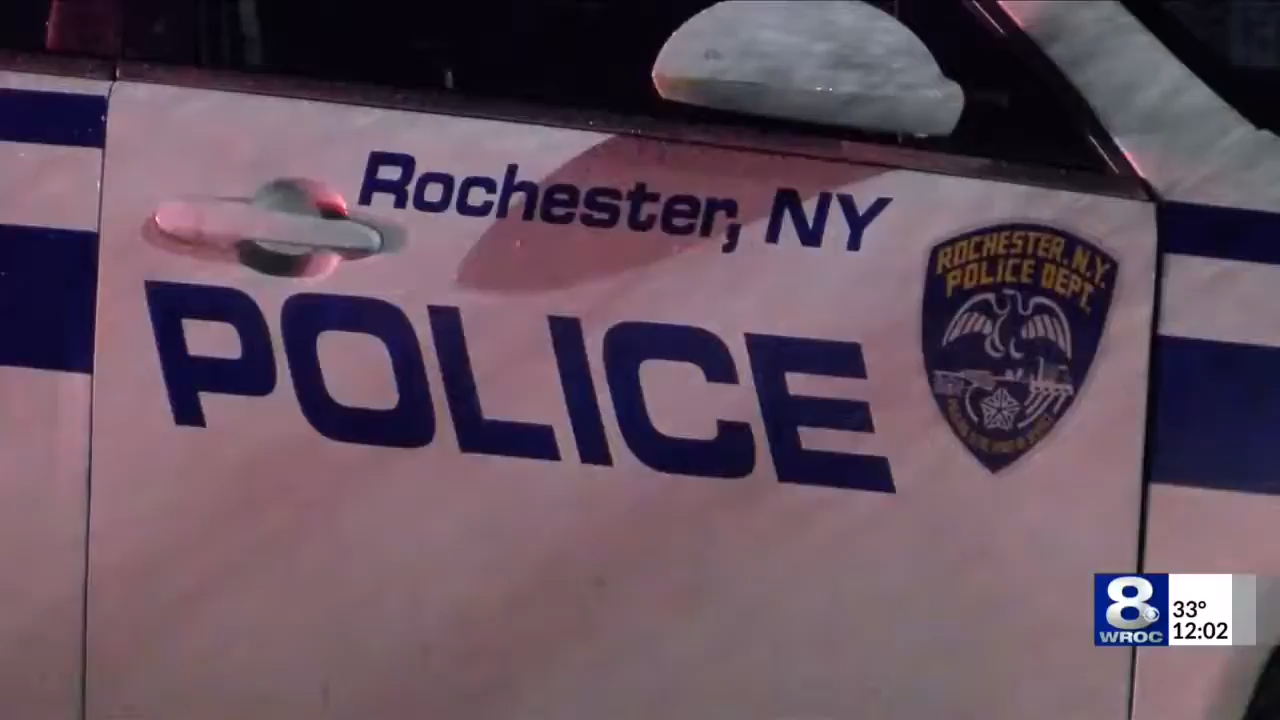 Rochester, NY
POLICE
ROCHESTER, N.Y.
POLICE DEPT.
8
WROC
33°
12:02